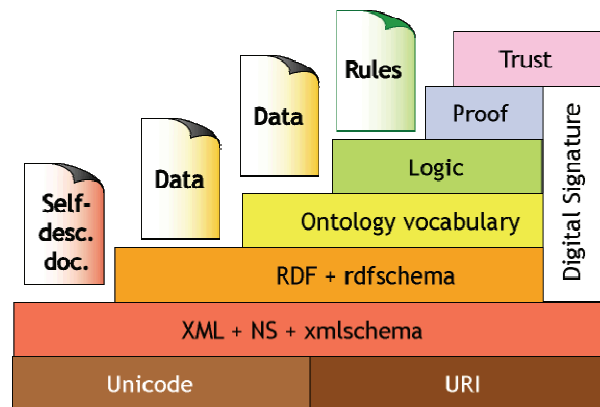 Trust
Rules
Proof
Data
Logic
Data
Self-
desc.
doc.
Ontology vocabulary
Digital Signature
RDF + rdfschema
XML + NS + xmlschema
Unicode
URI